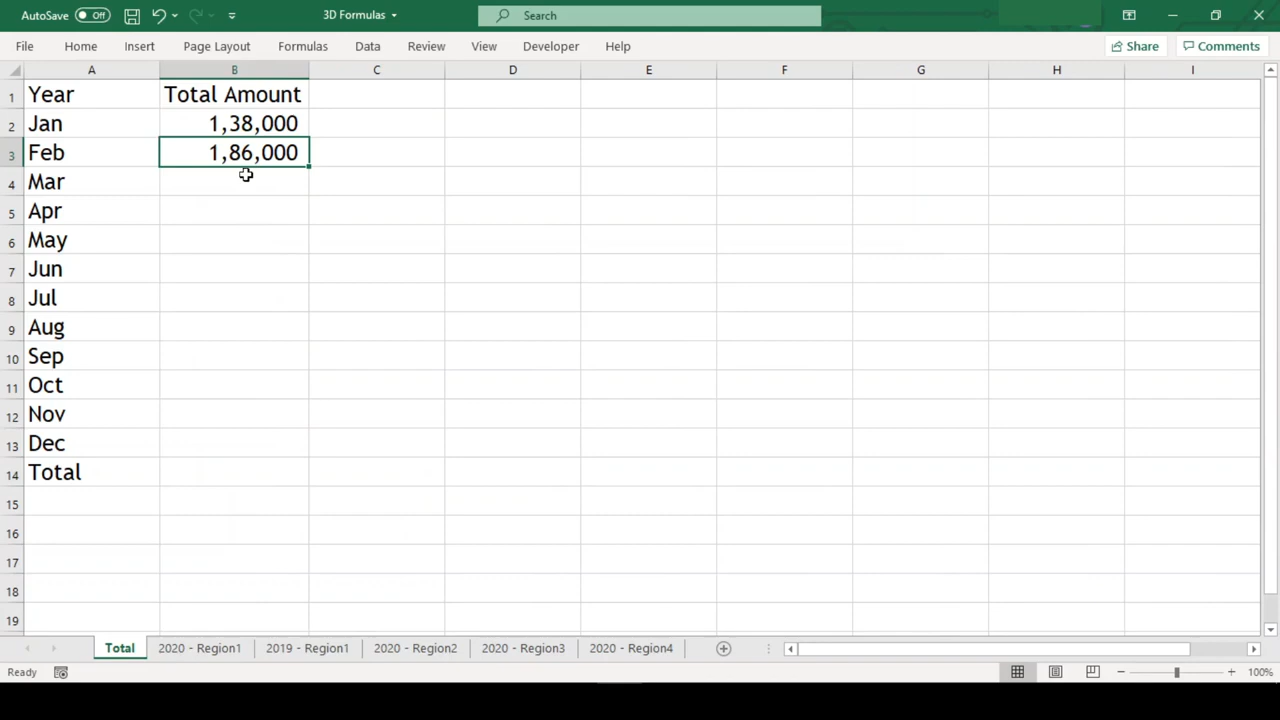 AutoSave Off 3D Formulas Search
File Home Insert Page Layout Formulas Data Review View Developer Help Share Comments
A B C D E F G H I
1 Year Total Amount
2 Jan 1,38,000
3 Feb 1,86,000
4 Mar
5 Apr
6 May
7 Jun
8 Jul
9 Aug
10 Sep
11 Oct
12 Nov
13 Dec
14 Total
15
16
17
18
19
Total 2020 - Region1 2019 - Region1 2020 - Region2 2020 - Region3 2020 - Region4
Ready 100%